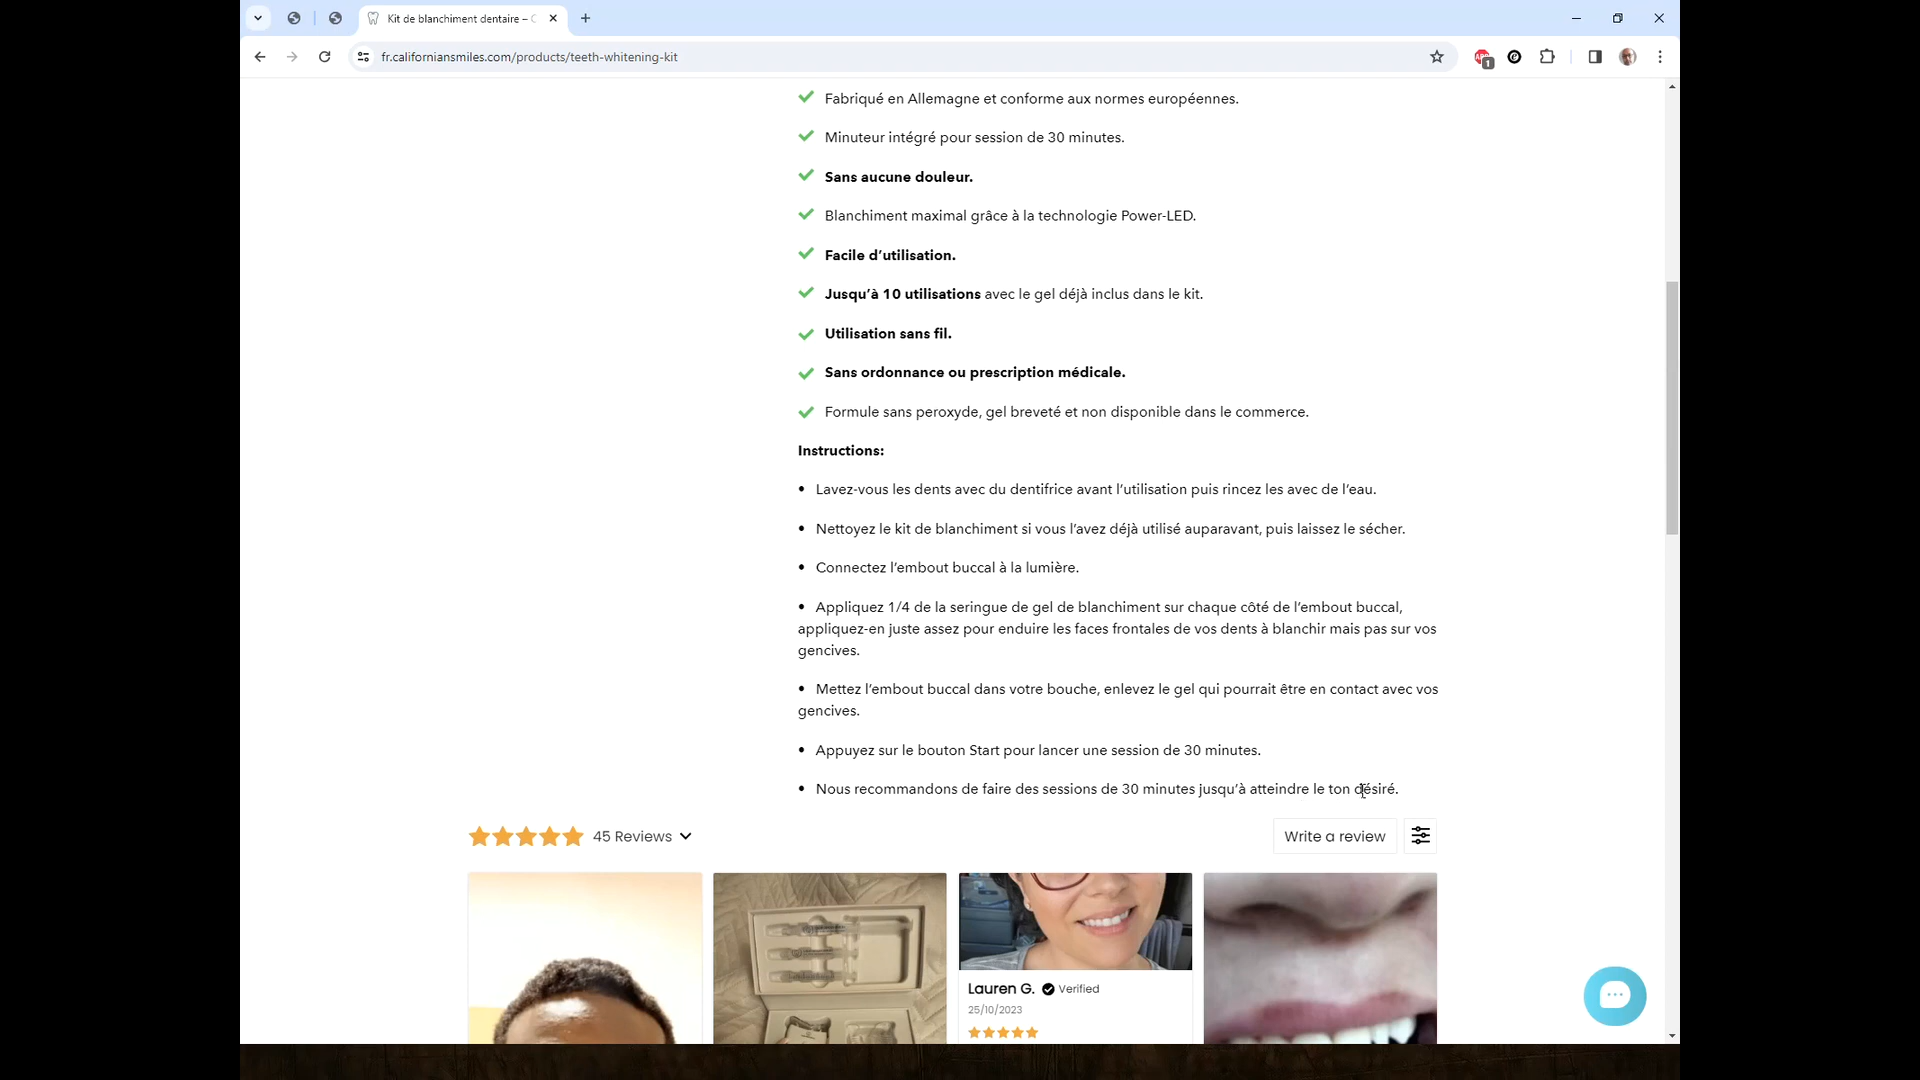 Kit de blanchiment dentaire – C
fr.californiansmiles.com/products/teeth-whitening-kit
1
Fabriqué en Allemagne et conforme aux normes européennes.
Minuteur intégré pour session de 30 minutes.
Sans aucune douleur.
Blanchiment maximal grâce à la technologie Power-LED.
Facile d’utilisation.
Jusqu’à 10 utilisations avec le gel déjà inclus dans le kit.
Utilisation sans fil.
Sans ordonnance ou prescription médicale.
Formule sans peroxyde, gel breveté et non disponible dans le commerce.
Instructions:
• Lavez-vous les dents avec du dentifrice avant l’utilisation puis rincez les avec de l’eau.
• Nettoyez le kit de blanchiment si vous l’avez déjà utilisé auparavant, puis laissez le sécher.
• Connectez l’embout buccal à la lumière.
• Appliquez 1/4 de la seringue de gel de blanchiment sur chaque côté de l’embout buccal,
appliquez-en juste assez pour enduire les faces frontales de vos dents à blanchir mais pas sur vos
gencives.
• Mettez l’embout buccal dans votre bouche, enlevez le gel qui pourrait être en contact avec vos
gencives.
• Appuyez sur le bouton Start pour lancer une session de 30 minutes.
• Nous recommandons de faire des sessions de 30 minutes jusqu’à atteindre le ton désiré.
45 Reviews
Write a review
Lauren G. Verified
25/10/2023